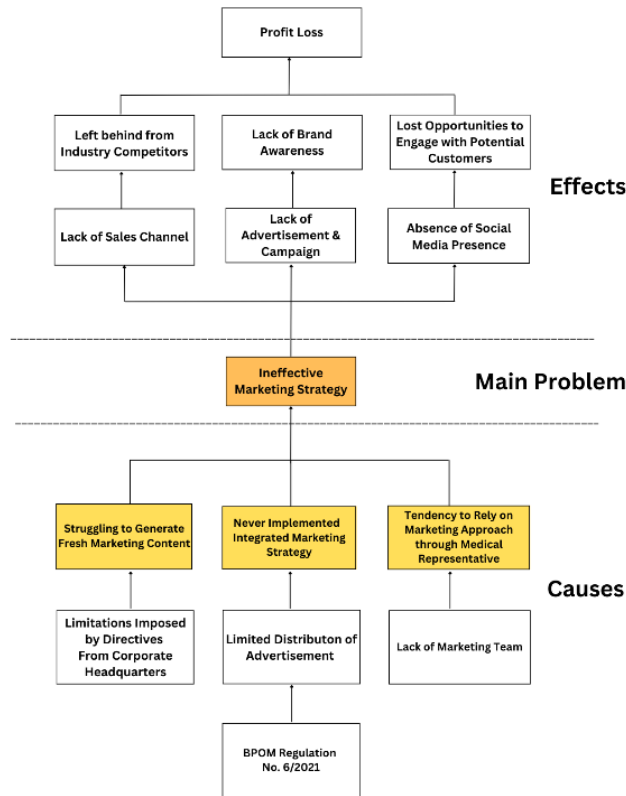 Profit Loss
Left behind from
Industry Competitors
Lack of Brand
Awareness
Lost Opportunities to
Engage with Potential
Customers
Effects
Lack of Sales Channel
Lack of
Advertisement &
Campaign
Absence of Social
Media Presence
Ineffective
Marketing Strategy
Main Problem
Struggling to Generate
Fresh Marketing Content
Never Implemented
Integrated Marketing
Strategy
Tendency to Rely on
Marketing Approach
through Medical
Representative
Causes
Limitations Imposed
by Directives
From Corporate
Headquarters
Limited Distributon of
Advertisement
Lack of Marketing Team
BPOM Regulation
No. 6/2021